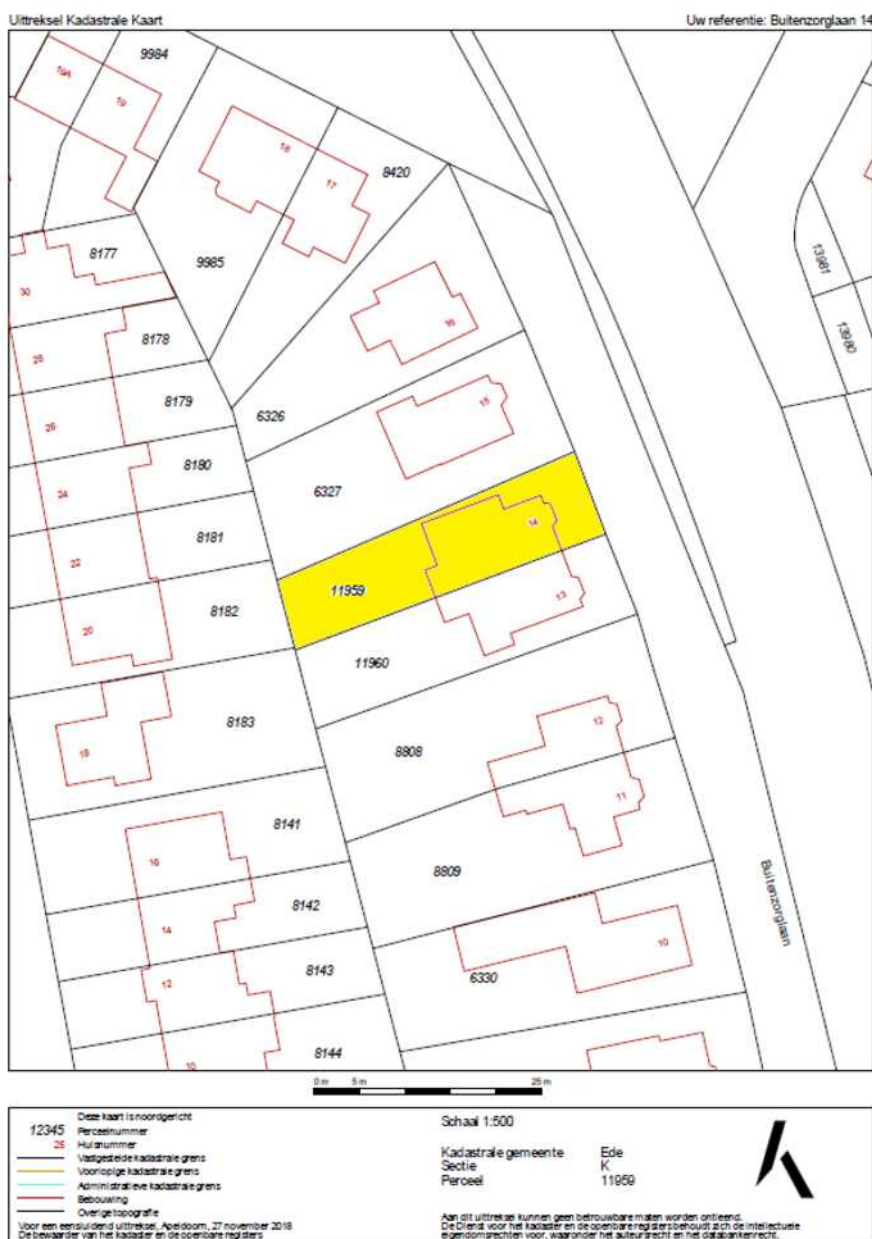 Uittreksel Kadastrale Kaart
Uw referentie: Buitenzorglaan 14
9984
19A
19
18
17
8420
8177
9985
30
13981
8178
16
28
13980
8179
15
26
6326
8180
24
6327
14
8181
22
11959
13
8182
20
11960
8183
12
18
8808
11
8141
16
8809
Buitenzorglaan
8142
14
10
8143
12
6330
8144
10
0 m 5 m 25 m
Deze kaart is noordgericht
12345 Perceelnummer
25 Huisnummer
Vastgestelde kadastrale grens
Voorlopige kadastrale grens
Administratieve kadastrale grens
Bebouwing
Overige topografie
Voor een eensluidend uittreksel, Apeldoorn, 27 november 2018
De bewaarder van het kadaster en de openbare registers
Schaal 1:500
Kadastrale gemeente Ede
Sectie K
Perceel 11959
Aan dit uittreksel kunnen geen betrouwbare maten worden ontleend.
De Dienst voor het kadaster en de openbare registers behoudt zich de intellectuele
eigendomsrechten voor, waaronder het auteursrecht en het databankenrecht.